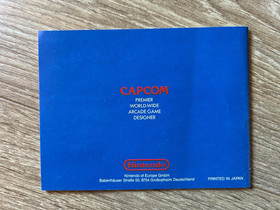 CAPCOM
PREMIER
WORLD-WIDE
ARCADE GAME
DESIGNER
Nintendo
Nintendo of Europe GmbH
Babenhäuser Straße 50, 8754 Großostheim Deutschland
PRINTED IN JAPAN